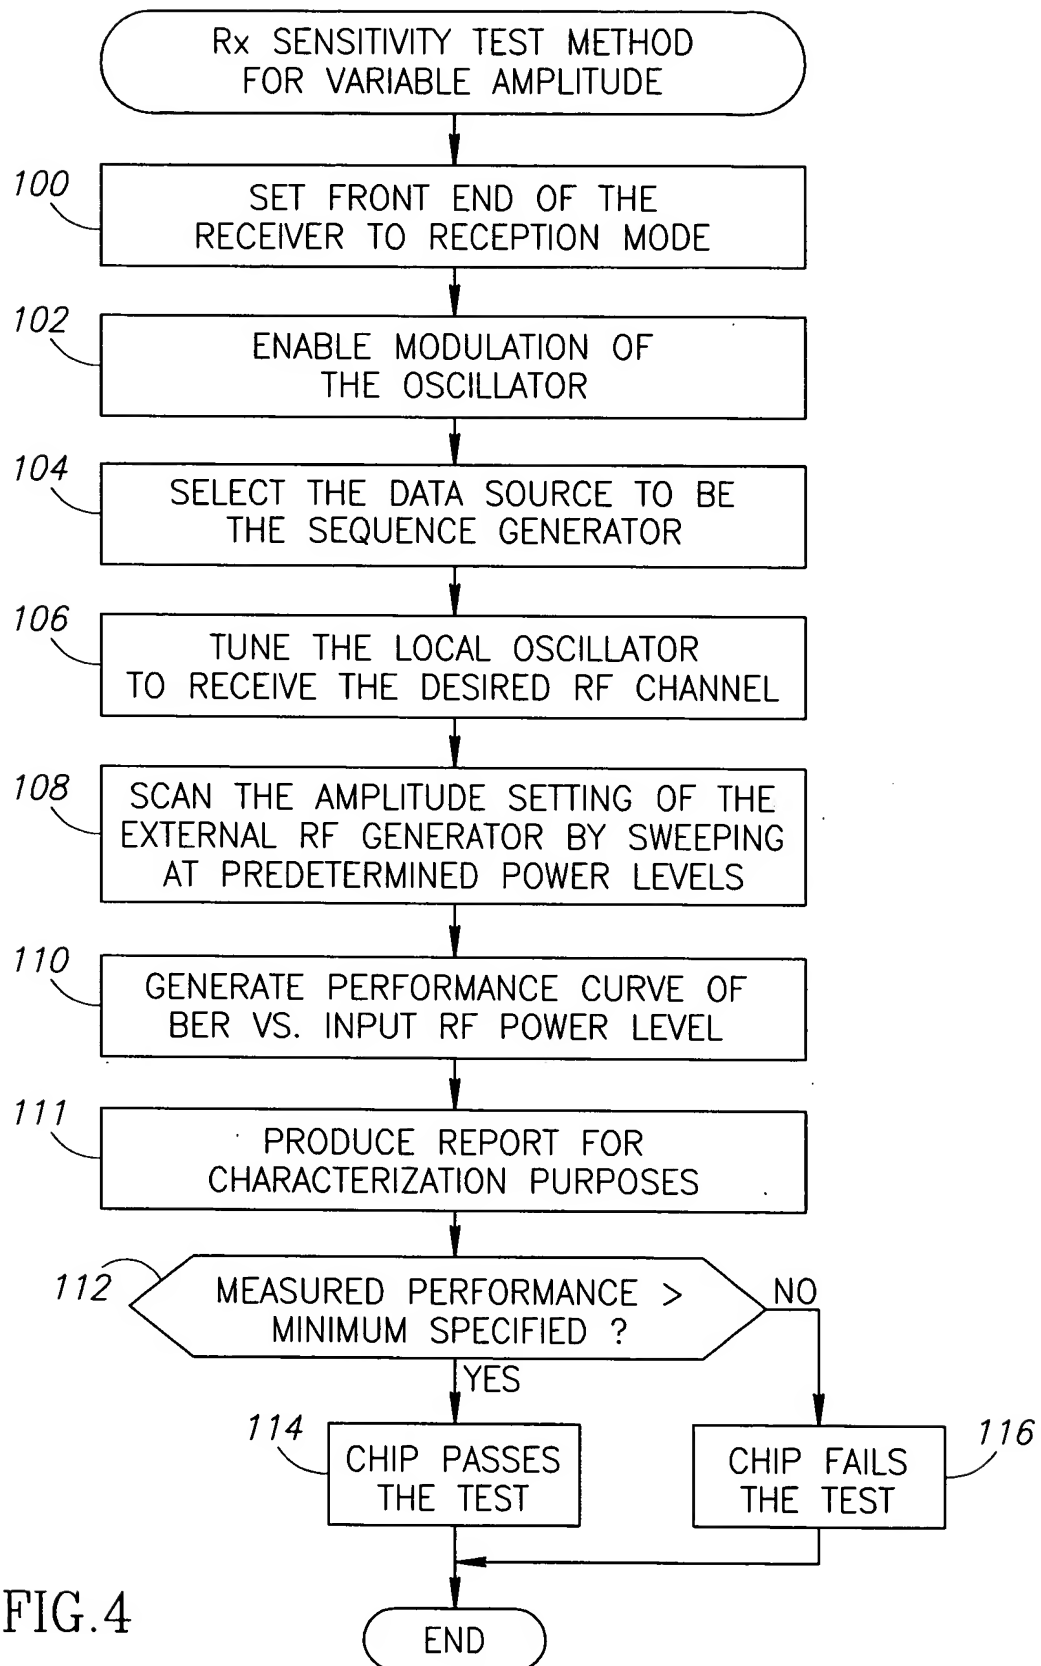 Rx SENSITIVITY TEST METHOD
FOR VARIABLE AMPLITUDE
100
SET FRONT END OF THE
RECEIVER TO RECEPTION MODE
102
ENABLE MODULATION OF
THE OSCILLATOR
104
SELECT THE DATA SOURCE TO BE
THE SEQUENCE GENERATOR
106
TUNE THE LOCAL OSCILLATOR
TO RECEIVE THE DESIRED RF CHANNEL
108
SCAN THE AMPLITUDE SETTING OF THE
EXTERNAL RF GENERATOR BY SWEEPING
AT PREDETERMINED POWER LEVELS
110
GENERATE PERFORMANCE CURVE OF
BER VS. INPUT RF POWER LEVEL
111
PRODUCE REPORT FOR
CHARACTERIZATION PURPOSES
112
MEASURED PERFORMANCE >
MINIMUM SPECIFIED ?
NO
YES
114
CHIP PASSES
THE TEST
CHIP FAILS
THE TEST
116
FIG.4
END